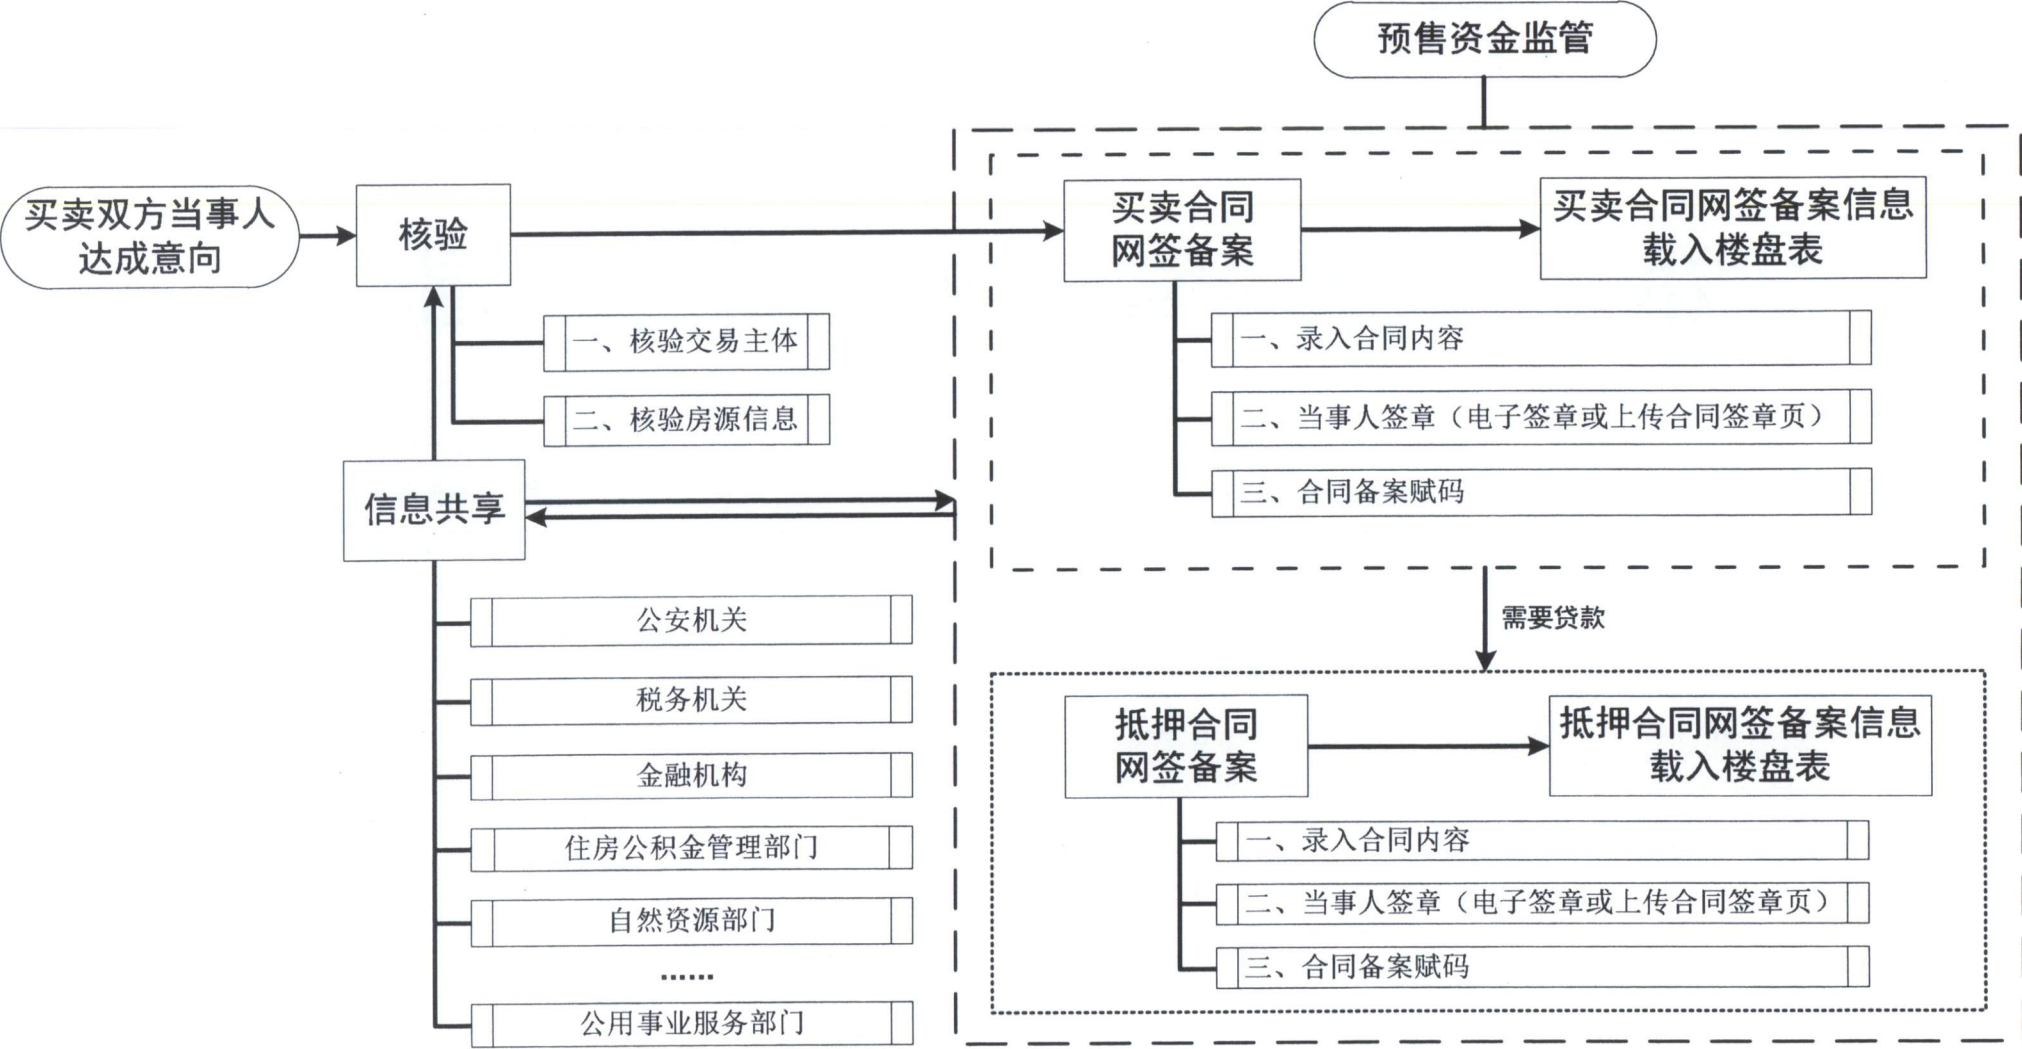 预售资金监管
买卖双方当事人
达成意向
核验
一、核验交易主体
二、核验房源信息
信息共享
公安机关
税务机关
金融机构
住房公积金管理部门
自然资源部门
......
公用事业服务部门
买卖合同
网签备案
买卖合同网签备案信息
载入楼盘表
一、录入合同内容
二、当事人签章（电子签章或上传合同签章页）
三、合同备案赋码
需要贷款
抵押合同
网签备案
抵押合同网签备案信息
载入楼盘表
一、录入合同内容
二、当事人签章（电子签章或上传合同签章页）
三、合同备案赋码